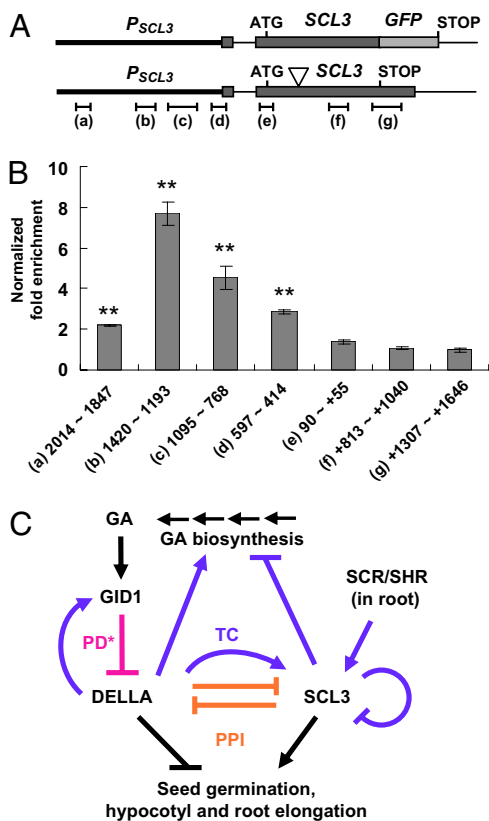 A
P_SCL3 ATG SCL3 GFP STOP
P_SCL3 ATG SCL3 STOP
(a) (b) (c) (d) (e) (f) (g)
B
Normalized
fold enrichment
10
8
6
4
2
0
** ** ** **
(a) 2014 ~ 1847
(b) 1420 ~ 1193
(c) 1095 ~ 768
(d) 597 ~ 414
(e) 90 ~ +55
(f) +813 ~ +1040
(g) +1307 ~ +1646
C
GA
GA biosynthesis
GID1
SCR/SHR
(in root)
PD*
TC
DELLA
SCL3
PPI
Seed germination,
hypocotyl and root elongation